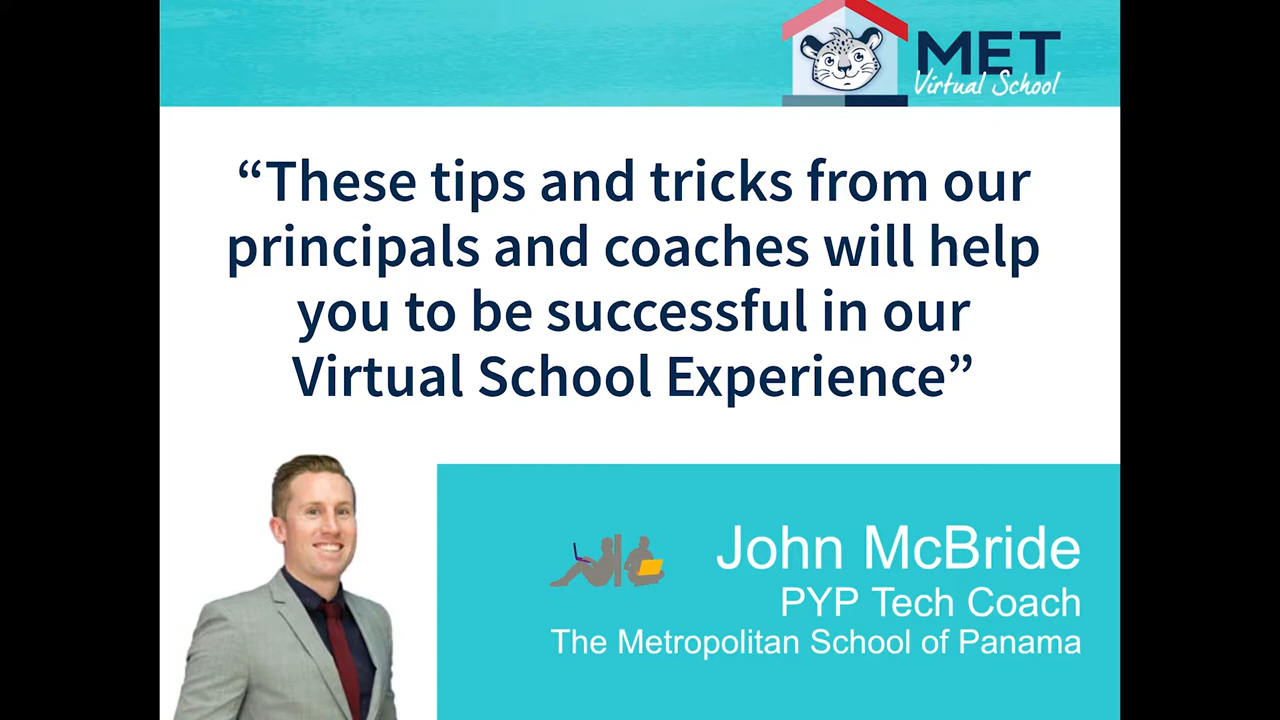 MET
Virtual School
“These tips and tricks from our
principals and coaches will help
you to be successful in our
Virtual School Experience”
John McBride
PYP Tech Coach
The Metropolitan School of Panama